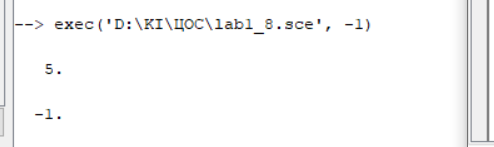 --> exec('D:\KI\ЦОС\lab1_8.sce', -1)
5.
-1.